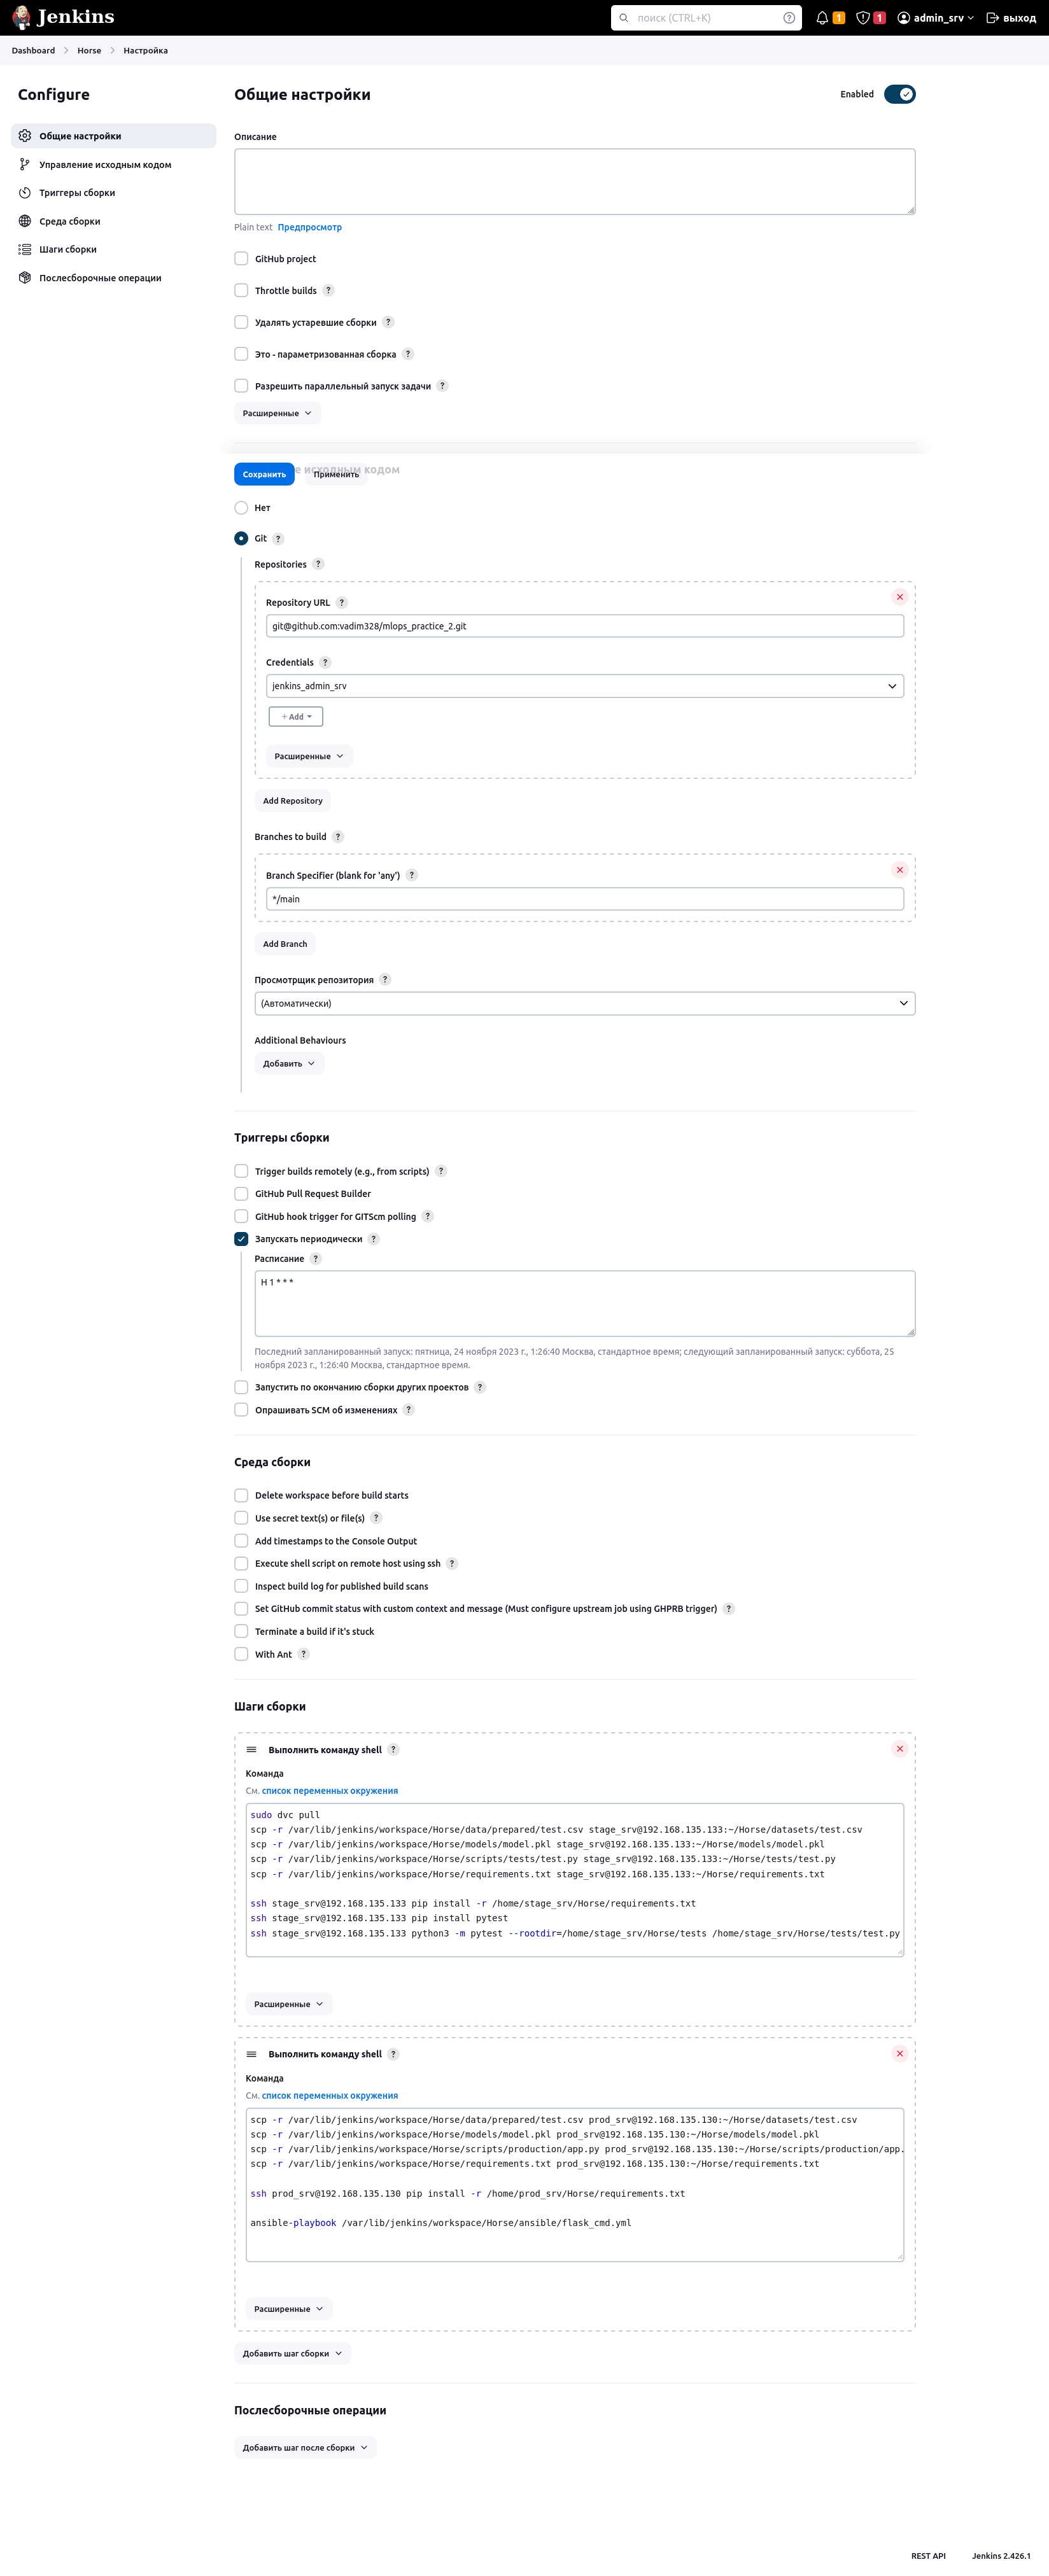 Jenkins
поиск (CTRL+K)
1
1
admin_srv
выход
Dashboard
Horse
Настройка
Configure
Общие настройки
Управление исходным кодом
Триггеры сборки
Среда сборки
Шаги сборки
Послесборочные операции
Общие настройки
Enabled
Описание
Plain text Предпросмотр
GitHub project
Throttle builds ?
Удалять устаревшие сборки ?
Это - параметризованная сборка ?
Разрешить параллельный запуск задачи ?
Расширенные
исходным кодом
Сохранить
Применить
Нет
Git ?
Repositories ?
Repository URL ?
git@github.com:vadim328/mlops_practice_2.git
Credentials ?
jenkins_admin_srv
+ Add
Расширенные
Add Repository
Branches to build ?
Branch Specifier (blank for 'any') ?
*/main
Add Branch
Просмотрщик репозитория ?
(Автоматически)
Additional Behaviours
Добавить
Триггеры сборки
Trigger builds remotely (e.g., from scripts) ?
GitHub Pull Request Builder
GitHub hook trigger for GITScm polling ?
Запускать периодически ?
Расписание ?
H 1 * * *
Последний запланированный запуск: пятница, 24 ноября 2023 г., 1:26:40 Москва, стандартное время; следующий запланированный запуск: суббота, 25
ноября 2023 г., 1:26:40 Москва, стандартное время.
Запустить по окончанию сборки других проектов ?
Опрашивать SCM об изменениях ?
Среда сборки
Delete workspace before build starts
Use secret text(s) or file(s) ?
Add timestamps to the Console Output
Execute shell script on remote host using ssh ?
Inspect build log for published build scans
Set GitHub commit status with custom context and message (Must configure upstream job using GHPRB trigger) ?
Terminate a build if it's stuck
With Ant ?
Шаги сборки
Выполнить команду shell ?
Команда
См. список переменных окружения
sudo dvc pull
scp -r /var/lib/jenkins/workspace/Horse/data/prepared/test.csv stage_srv@192.168.135.133:~/Horse/datasets/test.csv
scp -r /var/lib/jenkins/workspace/Horse/models/model.pkl stage_srv@192.168.135.133:~/Horse/models/model.pkl
scp -r /var/lib/jenkins/workspace/Horse/scripts/tests/test.py stage_srv@192.168.135.133:~/Horse/tests/test.py
scp -r /var/lib/jenkins/workspace/Horse/requirements.txt stage_srv@192.168.135.133:~/Horse/requirements.txt
ssh stage_srv@192.168.135.133 pip install -r /home/stage_srv/Horse/requirements.txt
ssh stage_srv@192.168.135.133 pip install pytest
ssh stage_srv@192.168.135.133 python3 -m pytest --rootdir=/home/stage_srv/Horse/tests /home/stage_srv/Horse/tests/test.py
Расширенные
Выполнить команду shell ?
Команда
См. список переменных окружения
scp -r /var/lib/jenkins/workspace/Horse/data/prepared/test.csv prod_srv@192.168.135.130:~/Horse/datasets/test.csv
scp -r /var/lib/jenkins/workspace/Horse/models/model.pkl prod_srv@192.168.135.130:~/Horse/models/model.pkl
scp -r /var/lib/jenkins/workspace/Horse/scripts/production/app.py prod_srv@192.168.135.130:~/Horse/scripts/production/app.
scp -r /var/lib/jenkins/workspace/Horse/requirements.txt prod_srv@192.168.135.130:~/Horse/requirements.txt
ssh prod_srv@192.168.135.130 pip install -r /home/prod_srv/Horse/requirements.txt
ansible-playbook /var/lib/jenkins/workspace/Horse/ansible/flask_cmd.yml
Расширенные
Добавить шаг сборки
Послесборочные операции
Добавить шаг после сборки
REST API
Jenkins 2.426.1